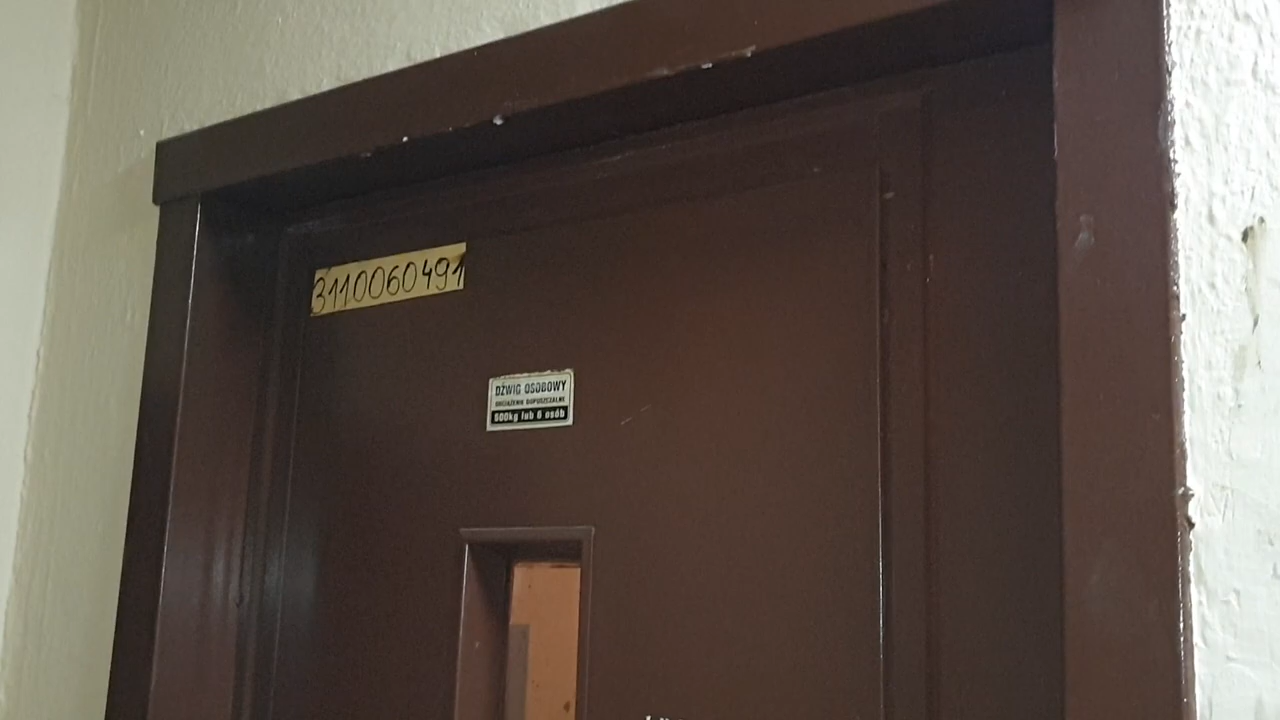 3110060491
DŹWIG OSOBOWY
OBCIĄŻENIE DOPUSZCZALNE
500kg lub 6 osób